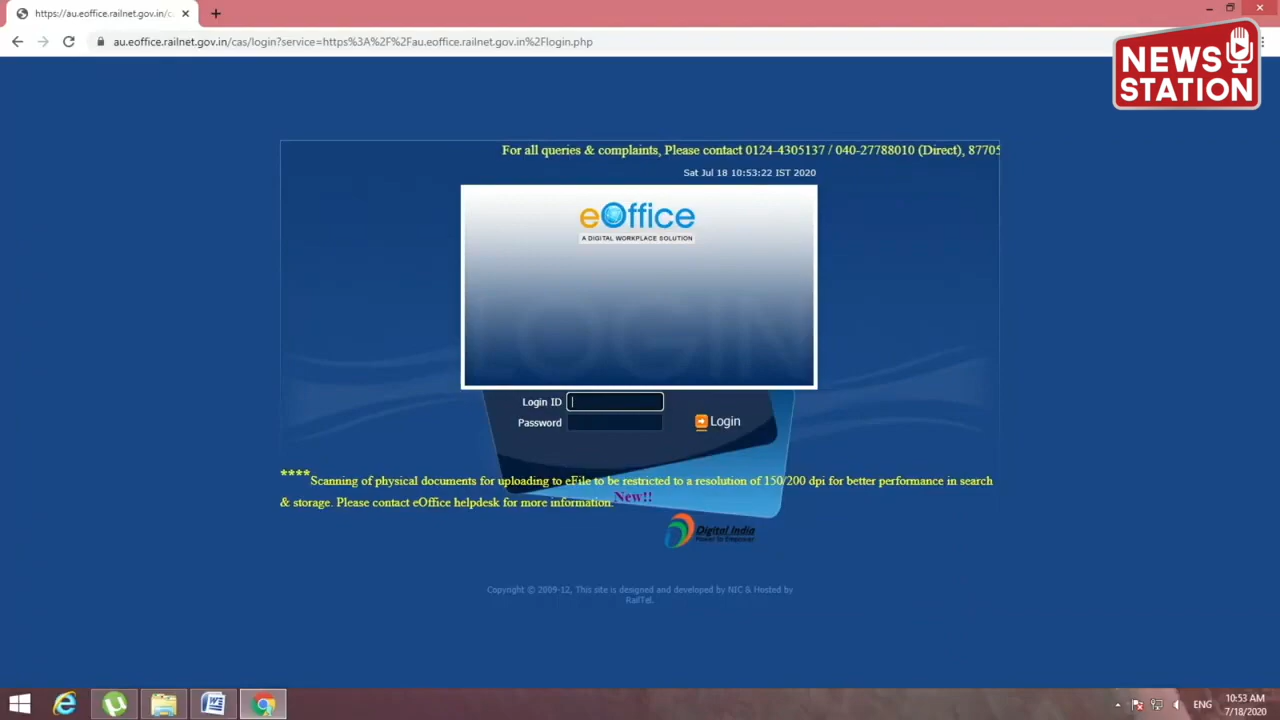 https://au.eoffice.railnet.gov.in/c
au.eoffice.railnet.gov.in/cas/login?service=https%3A%2F%2Fau.eoffice.railnet.gov.in%2Flogin.php
NEWS
STATION
For all queries & complaints, Please contact 0124-4305137 / 040-27788010 (Direct), 87705
Sat Jul 18 10:53:22 IST 2020
eOffice
A DIGITAL WORKPLACE SOLUTION
LOGIN
Login ID
Password
Login
****Scanning of physical documents for uploading to eFile to be restricted to a resolution of 150/200 dpi for better performance in search
& storage. Please contact eOffice helpdesk for more information.New!!
Digital India
Power To Empower
Copyright © 2009-12, This site is designed and developed by NIC & Hosted by
RailTel.
ENG
10:53 AM
7/18/2020